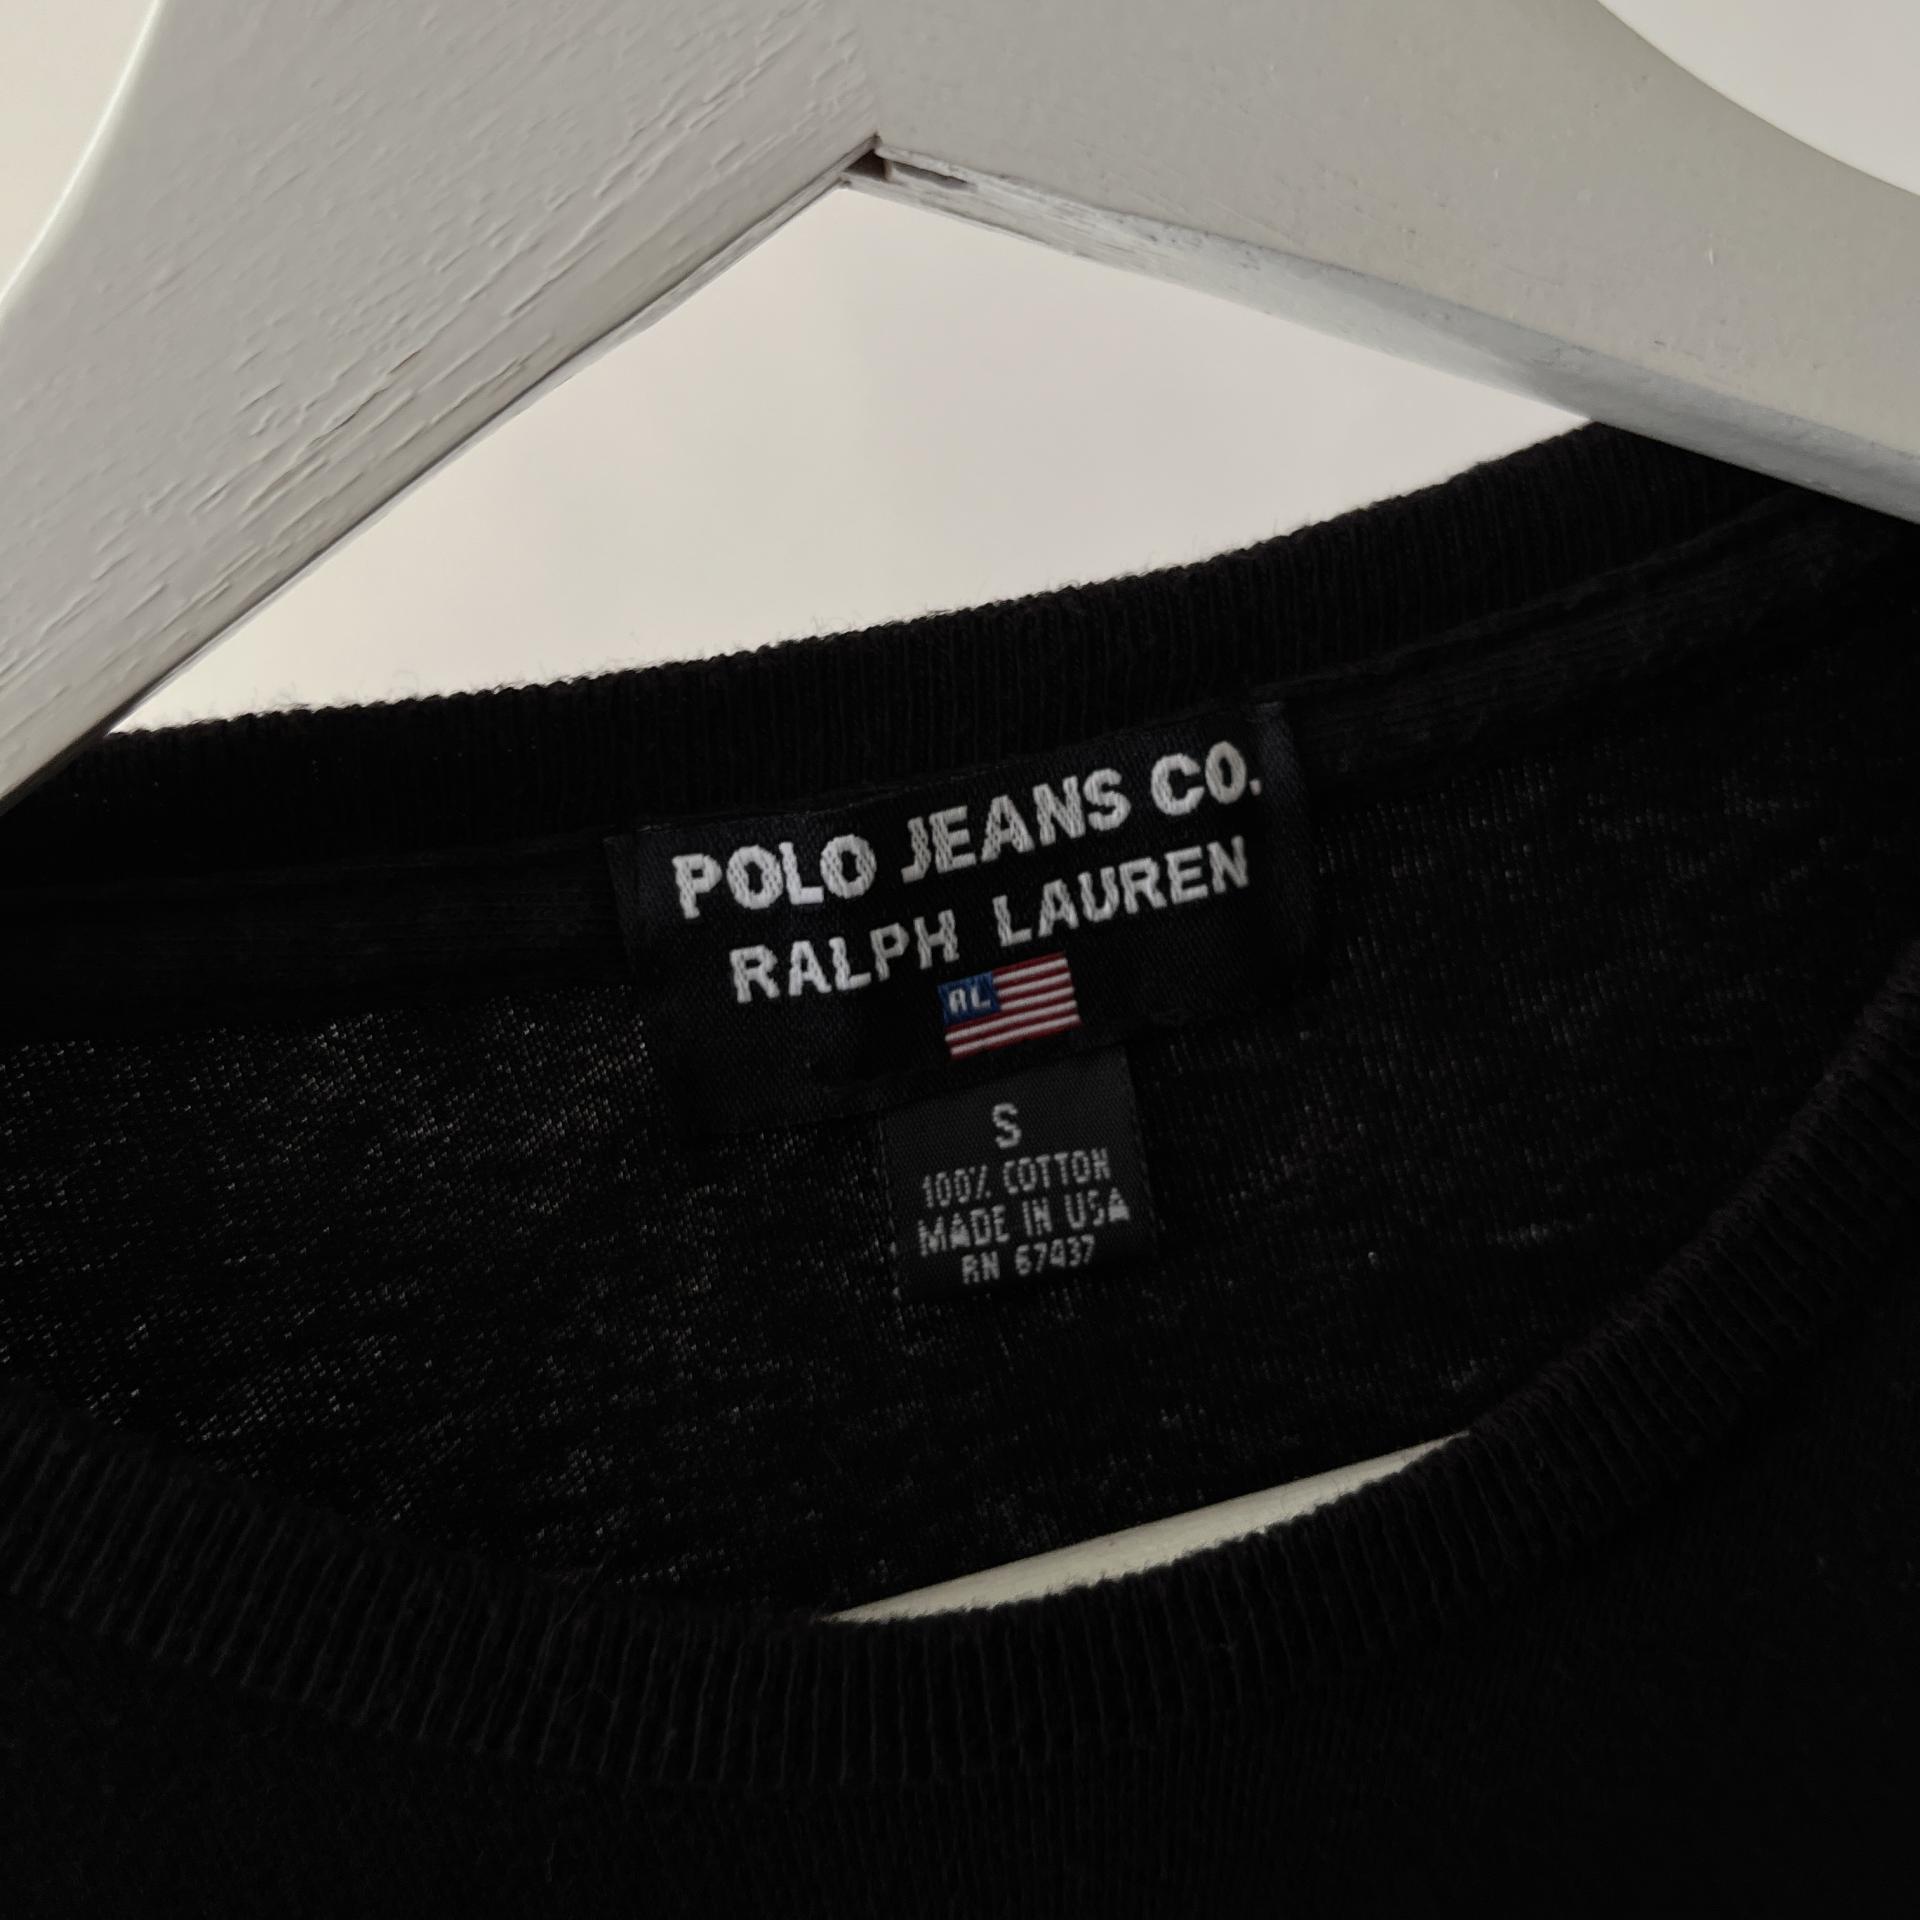 POLO JEANS CO.
RALPH LAUREN
RL
S
100% COTTON
MADE IN USA
RN 67437